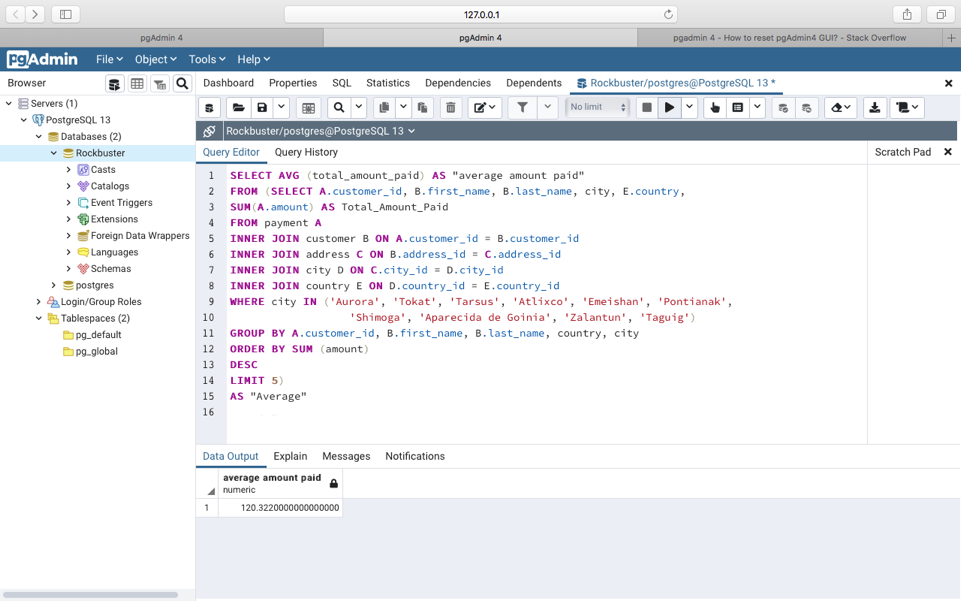 127.0.0.1
pgAdmin 4
pgAdmin 4
pgadmin 4 - How to reset pgAdmin4 GUI? - Stack Overflow
pgAdmin File Object Tools Help
Browser
Dashboard Properties SQL Statistics Dependencies Dependents Rockbuster/postgres@PostgreSQL 13 *
Servers (1)
PostgreSQL 13
Databases (2)
Rockbuster
Casts
Catalogs
Event Triggers
Extensions
Foreign Data Wrappers
Languages
Schemas
postgres
Login/Group Roles
Tablespaces (2)
pg_default
pg_global
No limit
Rockbuster/postgres@PostgreSQL 13
Query Editor Query History
Scratch Pad
1 SELECT AVG (total_amount_paid) AS "average amount paid"
2 FROM (SELECT A.customer_id, B.first_name, B.last_name, city, E.country,
3 SUM(A.amount) AS Total_Amount_Paid
4 FROM payment A
5 INNER JOIN customer B ON A.customer_id = B.customer_id
6 INNER JOIN address C ON B.address_id = C.address_id
7 INNER JOIN city D ON C.city_id = D.city_id
8 INNER JOIN country E ON D.country_id = E.country_id
9 WHERE city IN ('Aurora', 'Tokat', 'Tarsus', 'Atlixco', 'Emeishan', 'Pontianak',
10 'Shimoga', 'Aparecida de Goinia', 'Zalantun', 'Taguig')
11 GROUP BY A.customer_id, B.first_name, B.last_name, country, city
12 ORDER BY SUM (amount)
13 DESC
14 LIMIT 5)
15 AS "Average"
16
Data Output Explain Messages Notifications
average amount paid
numeric
1 120.3220000000000000